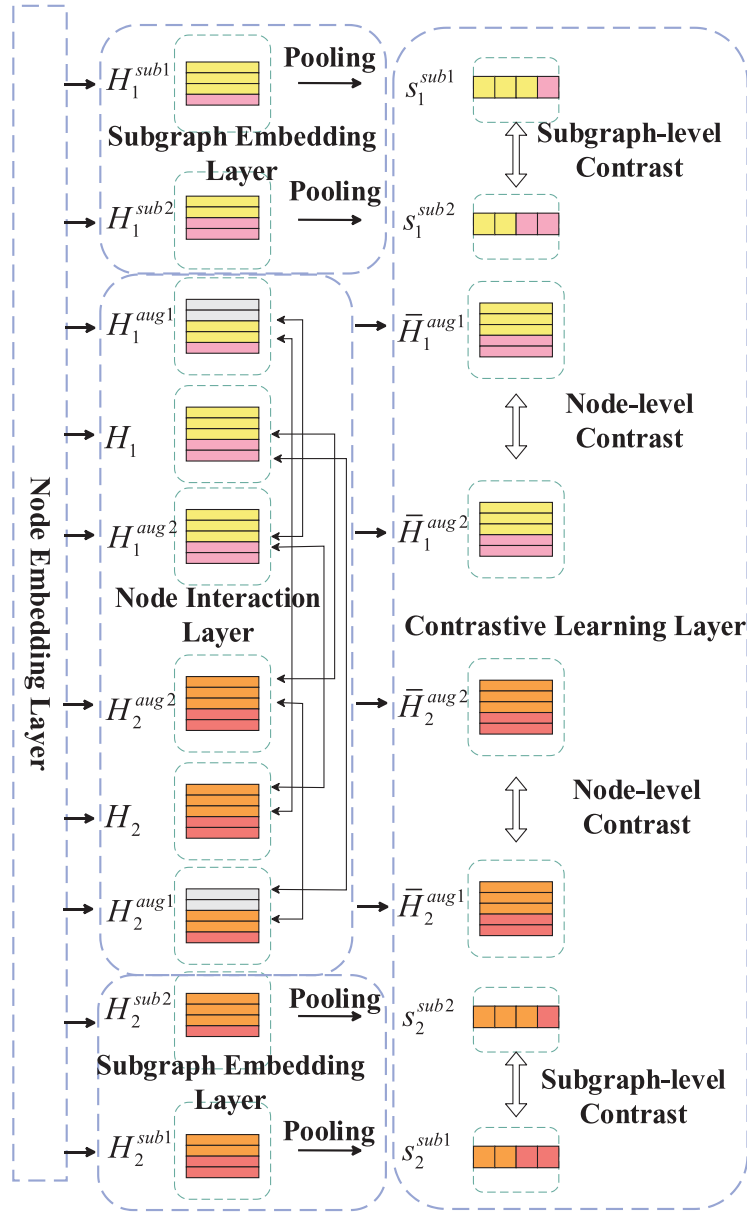 H_1^{sub1}
Pooling
s_1^{sub1}
Subgraph Embedding
Layer
Subgraph-level
Contrast
H_1^{sub2}
Pooling
s_1^{sub2}
H_1^{aug1}
H̄_1^{aug1}
H_1
Node-level
Contrast
H_1^{aug2}
H̄_1^{aug2}
Node Interaction
Layer
Contrastive Learning Layer
Node Embedding Layer
H_2^{aug2}
H̄_2^{aug2}
H_2
Node-level
Contrast
H_2^{aug1}
H̄_2^{aug1}
H_2^{sub2}
Pooling
s_2^{sub2}
Subgraph Embedding
Layer
Subgraph-level
Contrast
H_2^{sub1}
Pooling
s_2^{sub1}